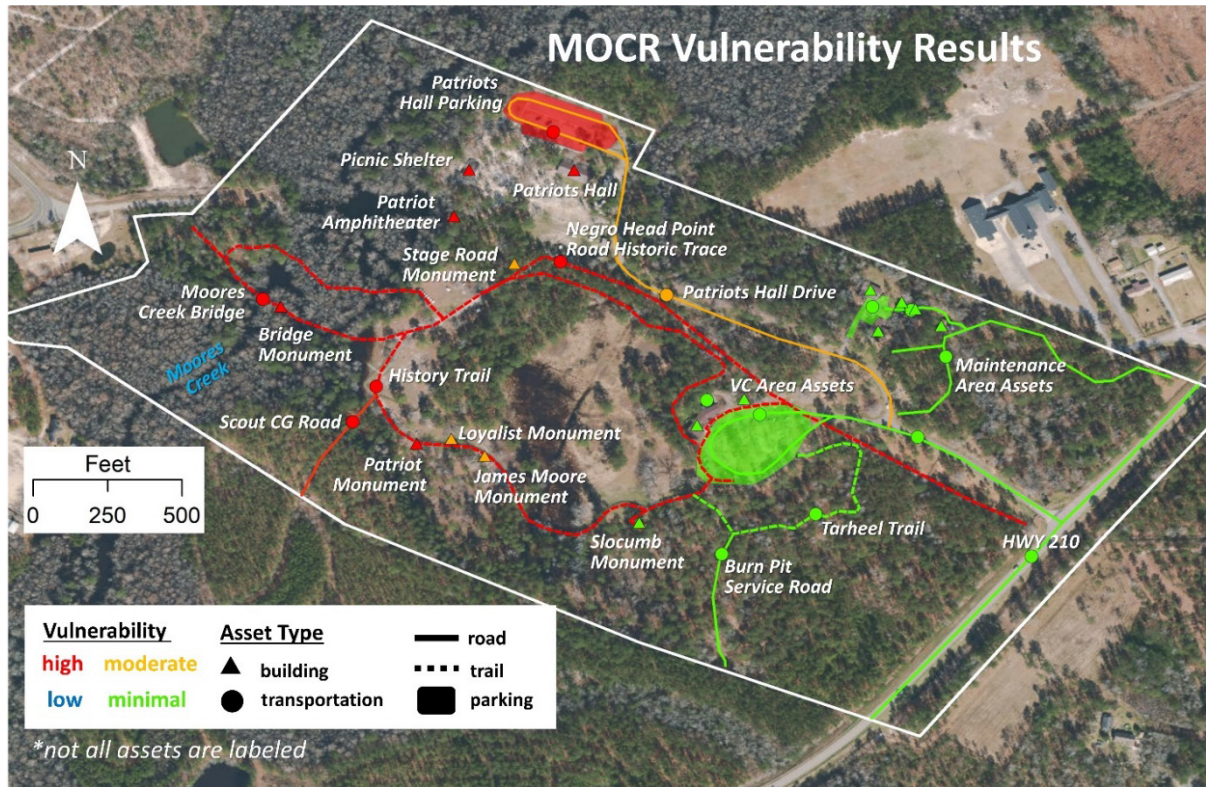 MOCR Vulnerability Results
Patriots
Hall Parking
N
Picnic Shelter
Patriots Hall
Patriot
Amphitheater
Negro Head Point
Road Historic Trace
Stage Road
Monument
Moores
Creek Bridge
Patriots Hall Drive
Bridge
Monument
Moores
Creek
Maintenance
Area Assets
History Trail
VC Area Assets
Scout CG Road
Loyalist Monument
Patriot
Monument
James Moore
Monument
Feet
0 250 500
Tarheel Trail
Slocumb
Monument
HWY 210
Burn Pit
Service Road
Vulnerability
high moderate
low minimal
Asset Type
building
transportation
road
trail
parking
*not all assets are labeled